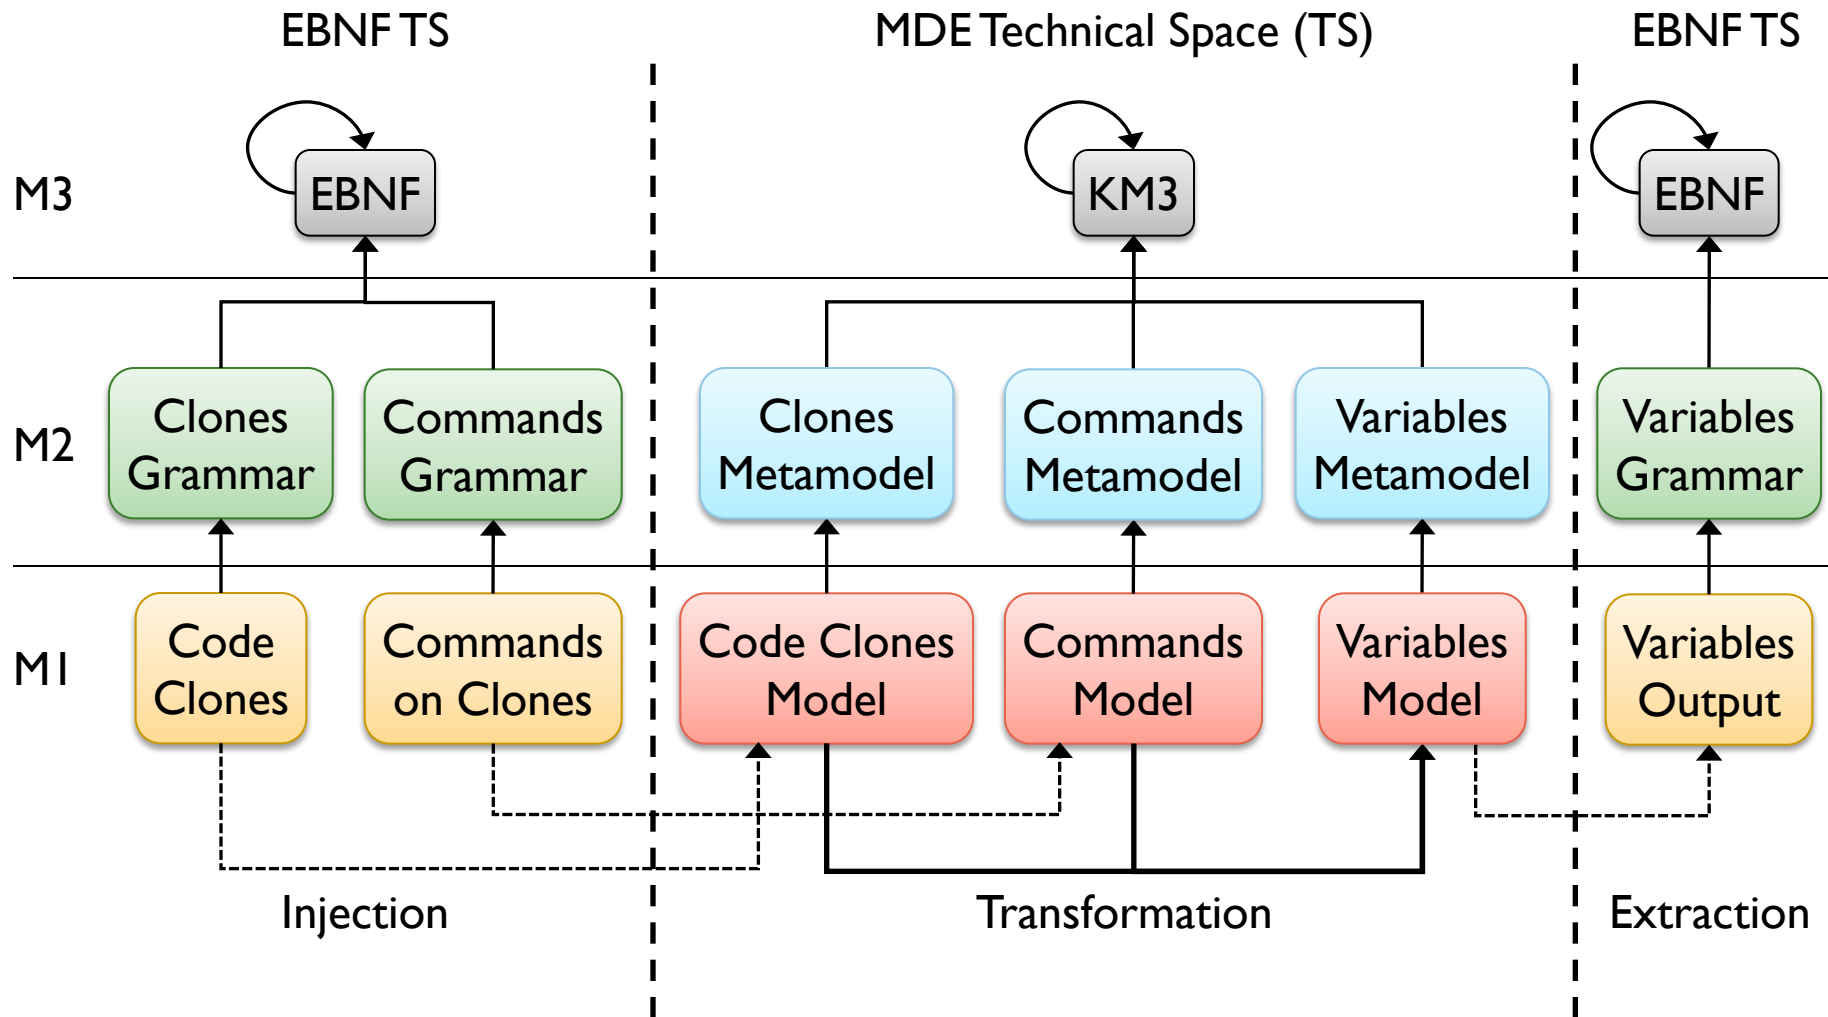 EBNF TS
MDE Technical Space (TS)
EBNF TS
M3
EBNF
KM3
EBNF
M2
Clones
Grammar
Commands
Grammar
Clones
Metamodel
Commands
Metamodel
Variables
Metamodel
Variables
Grammar
M1
Code
Clones
Commands
on Clones
Code Clones
Model
Commands
Model
Variables
Model
Variables
Output
Injection
Transformation
Extraction